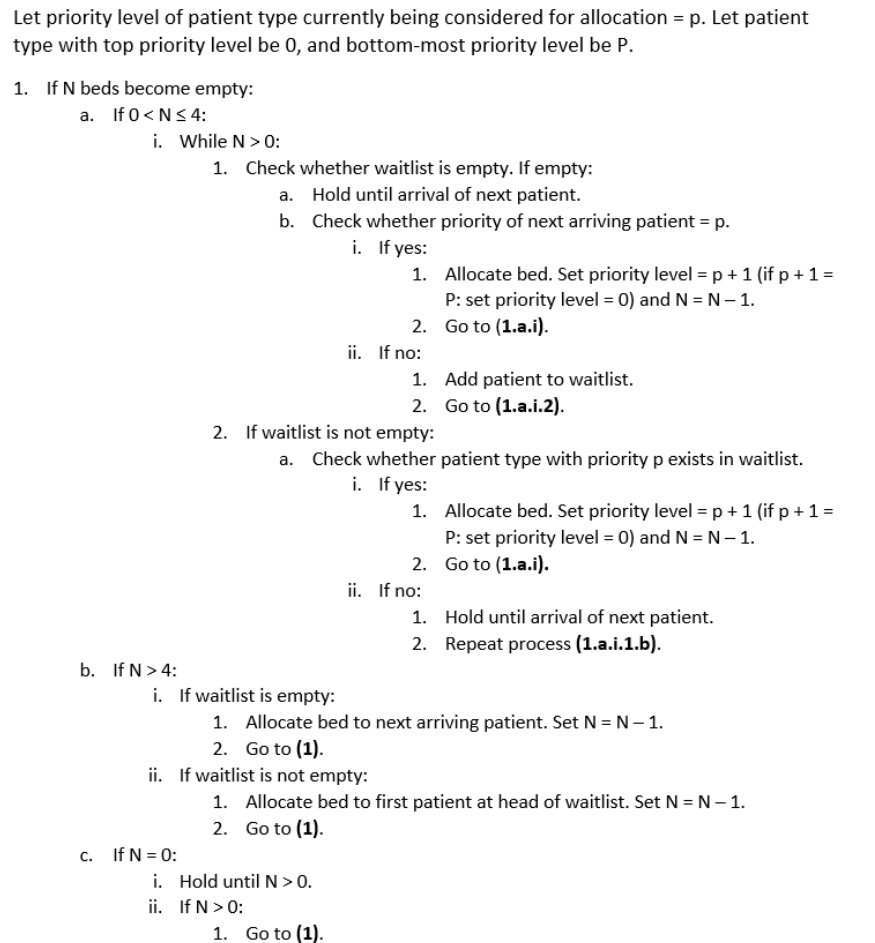 Let priority level of patient type currently being considered for allocation = p. Let patient
type with top priority level be 0, and bottom-most priority level be P.
1. If N beds become empty:
a. If 0 < N ≤ 4:
i. While N > 0:
1. Check whether waitlist is empty. If empty:
a. Hold until arrival of next patient.
b. Check whether priority of next arriving patient = p.
i. If yes:
1. Allocate bed. Set priority level = p + 1 (if p + 1 =
P: set priority level = 0) and N = N – 1.
2. Go to (1.a.i).
ii. If no:
1. Add patient to waitlist.
2. Go to (1.a.i.2).
2. If waitlist is not empty:
a. Check whether patient type with priority p exists in waitlist.
i. If yes:
1. Allocate bed. Set priority level = p + 1 (if p + 1 =
P: set priority level = 0) and N = N – 1.
2. Go to (1.a.i).
ii. If no:
1. Hold until arrival of next patient.
2. Repeat process (1.a.i.1.b).
b. If N > 4:
i. If waitlist is empty:
1. Allocate bed to next arriving patient. Set N = N – 1.
2. Go to (1).
ii. If waitlist is not empty:
1. Allocate bed to first patient at head of waitlist. Set N = N – 1.
2. Go to (1).
c. If N = 0:
i. Hold until N > 0.
ii. If N > 0:
1. Go to (1).